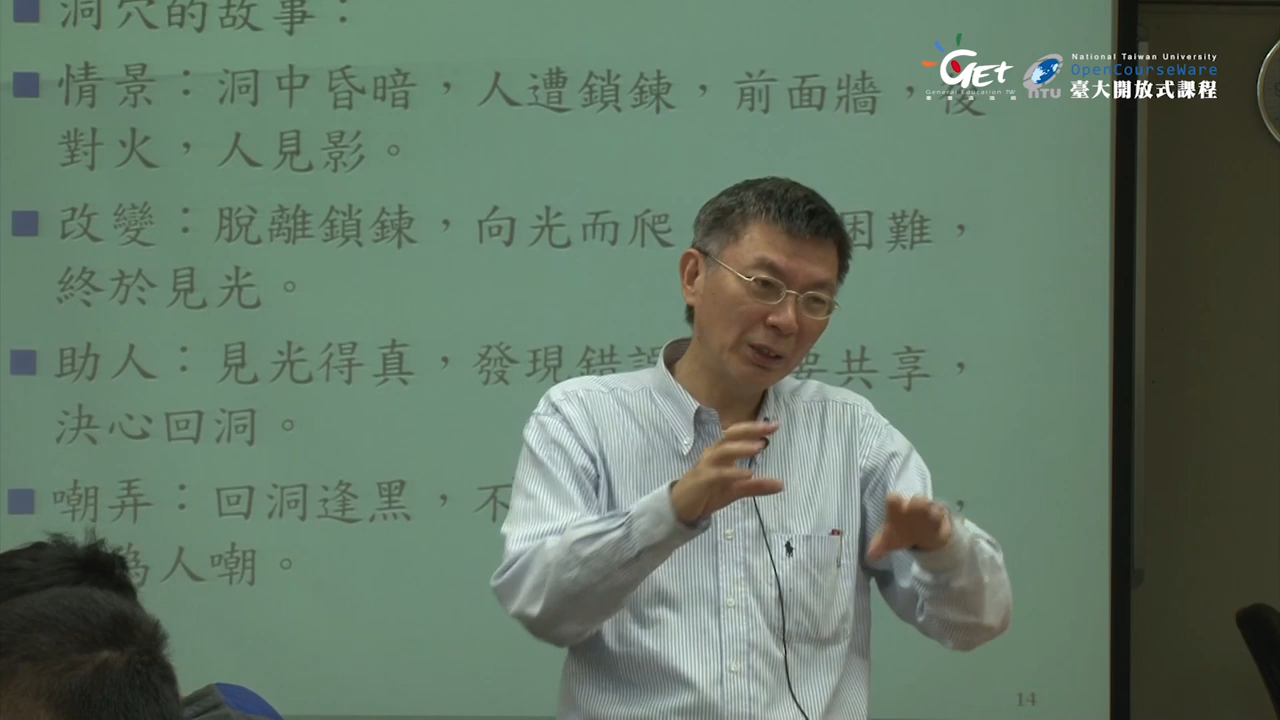 洞穴的故事：
情景：洞中昏暗，人遭鎖鍊，前面牆，後
對火，人見影。
改變：脫離鎖鍊，向光而爬 困難，
終於見光。
助人：見光得真，發現錯誤 要共享，
決心回洞。
嘲弄：回洞逢黑，不 ，
為人嘲。
14
GET
General Education TW
National Taiwan University
OpenCourseWare
NTU 臺大開放式課程